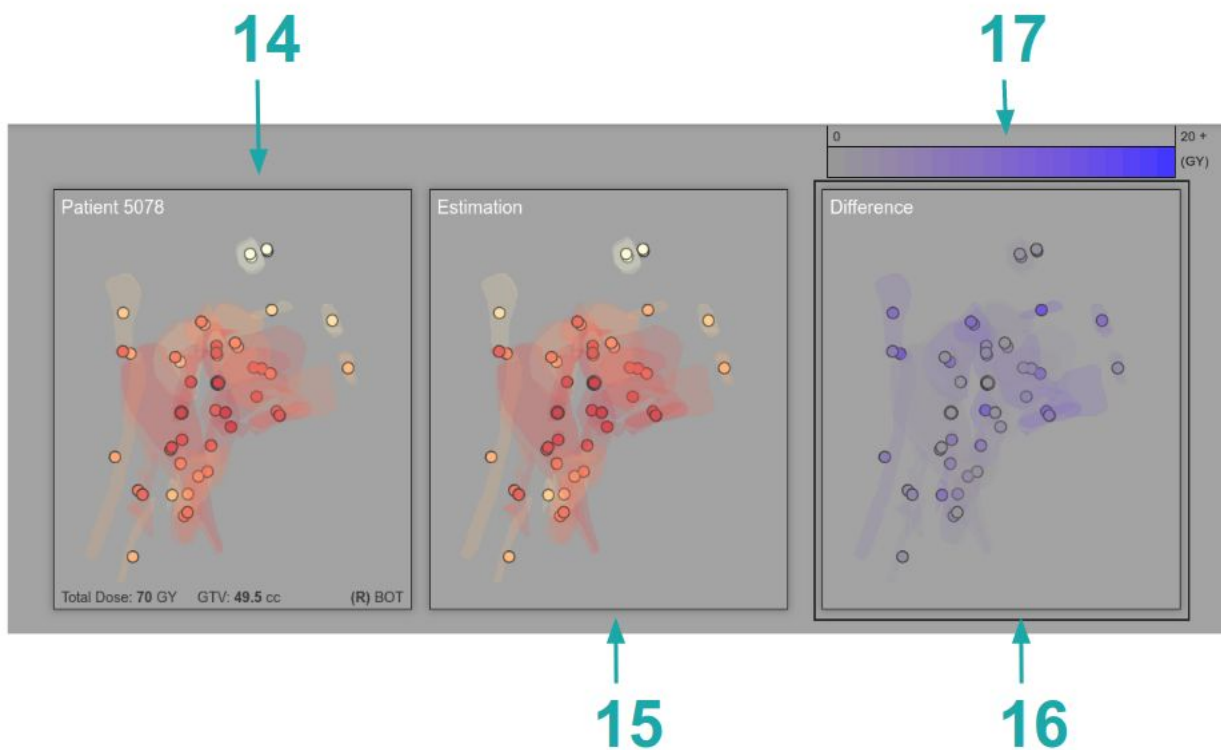 14
17
0
20 +
(GY)
Patient 5078
Estimation
Difference
Total Dose: 70 GY GTV: 49.5 cc (R) BOT
15
16